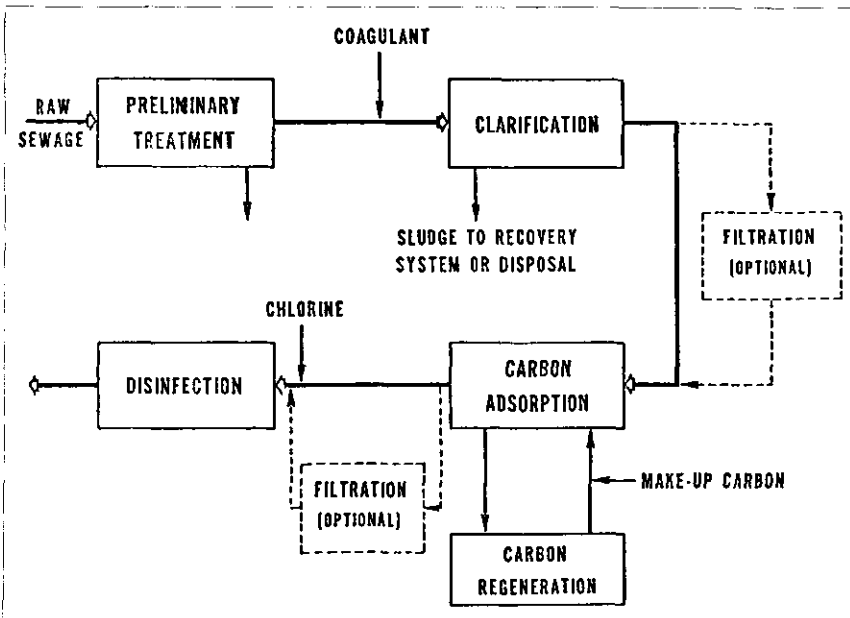 COAGULANT
RAW
SEWAGE
PRELIMINARY
TREATMENT
CLARIFICATION
SLUDGE TO RECOVERY
SYSTEM OR DISPOSAL
FILTRATION
(OPTIONAL)
CHLORINE
DISINFECTION
CARBON
ADSORPTION
FILTRATION
(OPTIONAL)
MAKE-UP CARBON
CARBON
REGENERATION